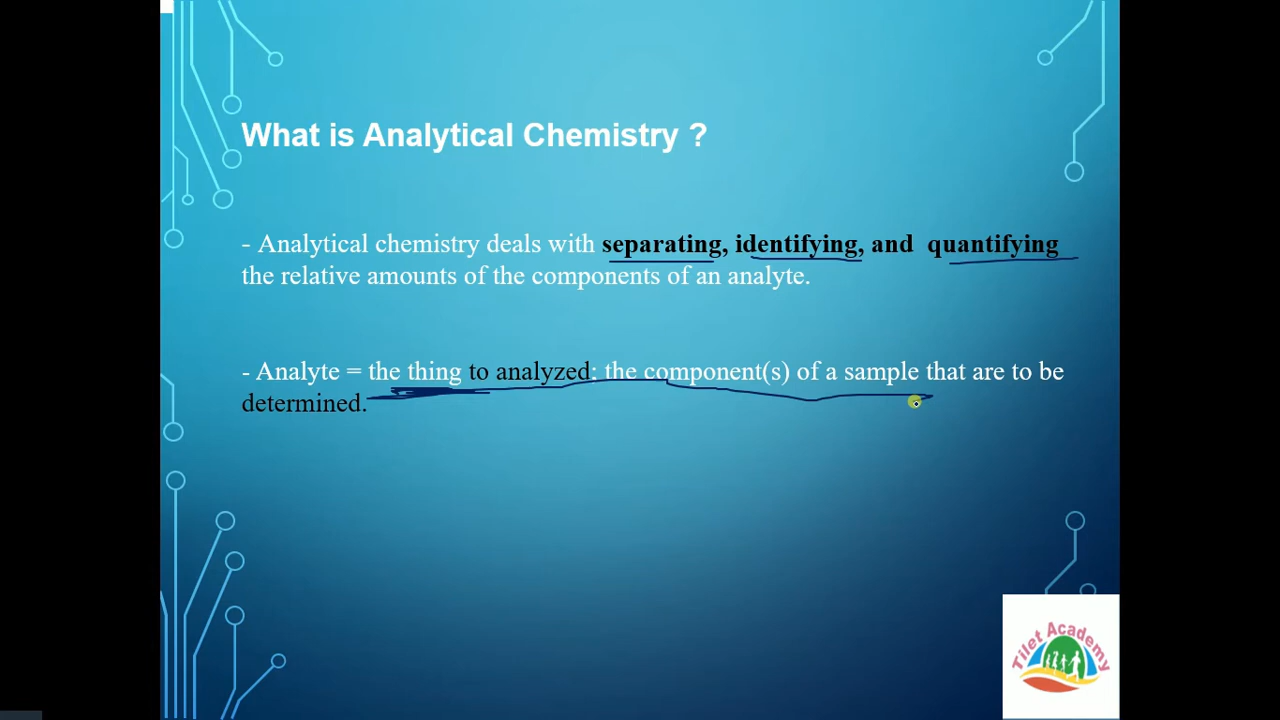 What is Analytical Chemistry ?
- Analytical chemistry deals with separating, identifying, and quantifying
the relative amounts of the components of an analyte.
- Analyte = the thing to analyzed; the component(s) of a sample that are to be
determined.
Tilet Academy